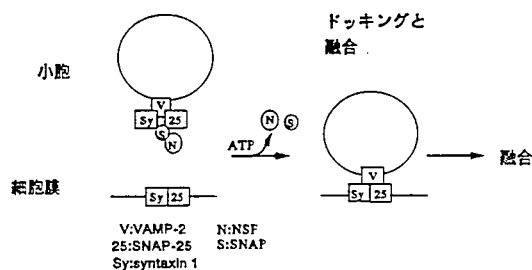 ドッキングと
融合
小胞
V
Sy 25
S
N
ATP
N S
V
Sy 25
融合
細胞膜
Sy 25
V:VAMP-2 N:NSF
25:SNAP-25 S:SNAP
Sy:syntaxin 1